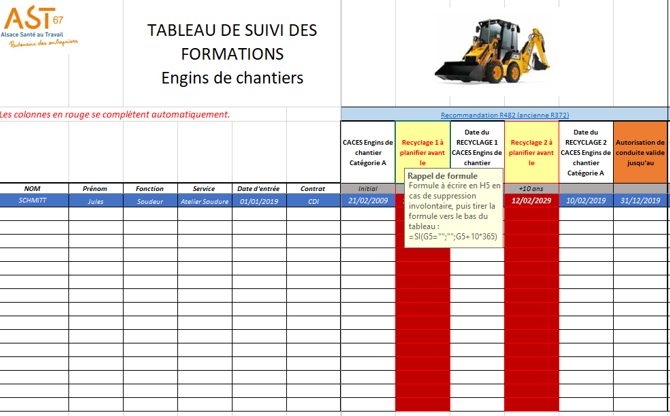 AST67
Alsace Santé au Travail
Partenaire des entreprises
TABLEAU DE SUIVI DES
FORMATIONS
Engins de chantiers
Les colonnes en rouge se complètent automatiquement.
Recommandation R482 (ancienne R372)
CACES Engins de
chantier
Catégorie A
Recyclage 1 à
planifier avant
le
Date du
RECYCLAGE 1
CACES Engins de
chantier
Recyclage 2 à
planifier avant
le
Date du
RECYCLAGE 2
CACES Engins de
chantier
Catégorie A
Autorisation de
conduite valide
jusqu'au
Rappel de formule
Formule à écrire en H5 en
cas de suppression
involontaire, puis tirer la
formule vers le bas du
tableau :
=SI(G5="";"";G5+10*365)
NOM Prénom Fonction Service Date d'entrée Contrat Initial +10 ans
SCHMITT Jules Soudeur Atelier Soudure 01/01/2019 CDI 21/02/2009 12/02/2029 10/02/2019 31/12/2019